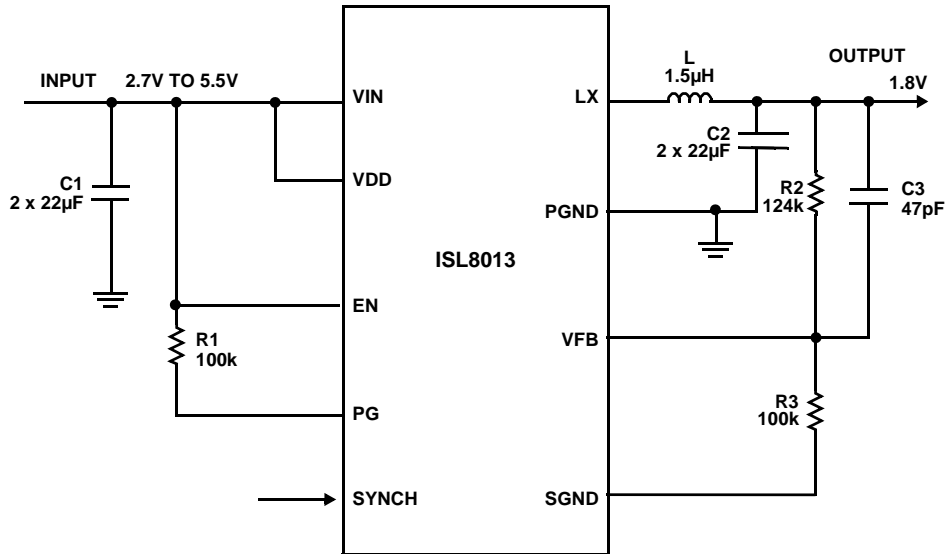 INPUT 2.7V TO 5.5V
C1
2 x 22µF
R1
100k
VIN
VDD
EN
PG
SYNCH
ISL8013
LX
PGND
VFB
SGND
L
1.5µH
OUTPUT
1.8V
C2
2 x 22µF
R2
124k
C3
47pF
R3
100k